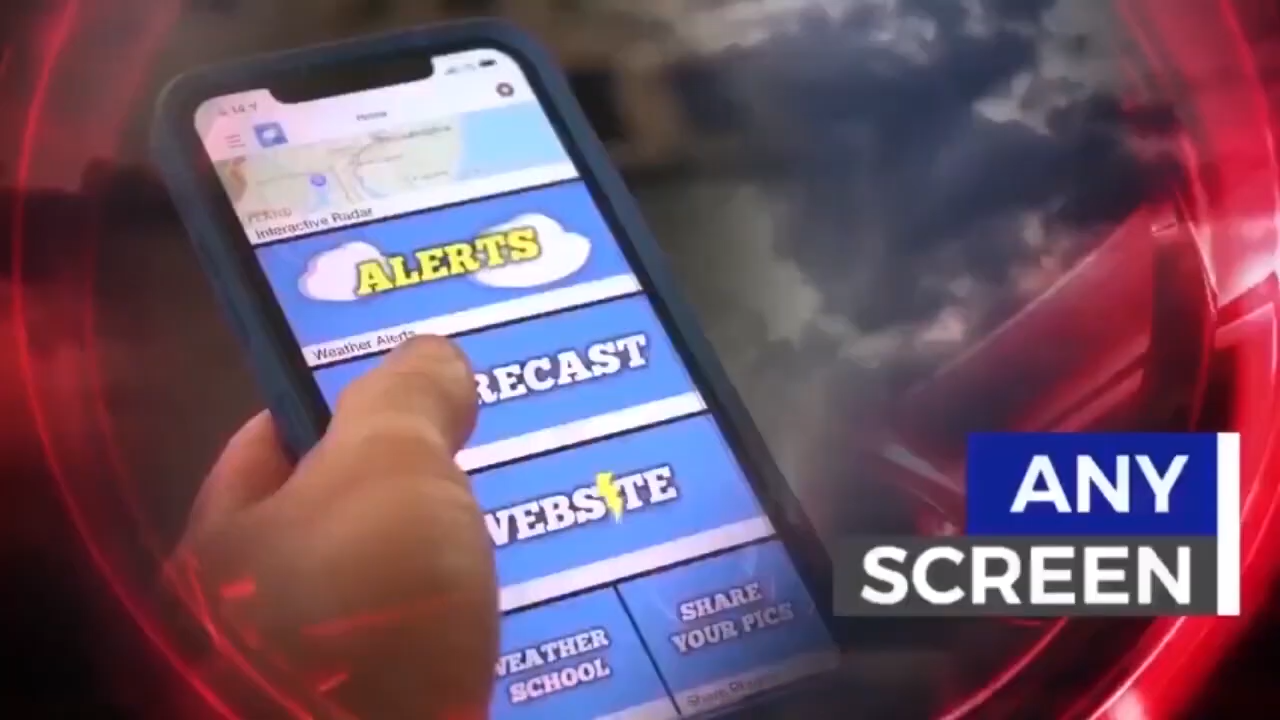 Home
Interactive Radar
ALERTS
Weather Alerts
RECAST
WEBSITE
WEATHER
SCHOOL
SHARE
YOUR PICS
ANY
SCREEN